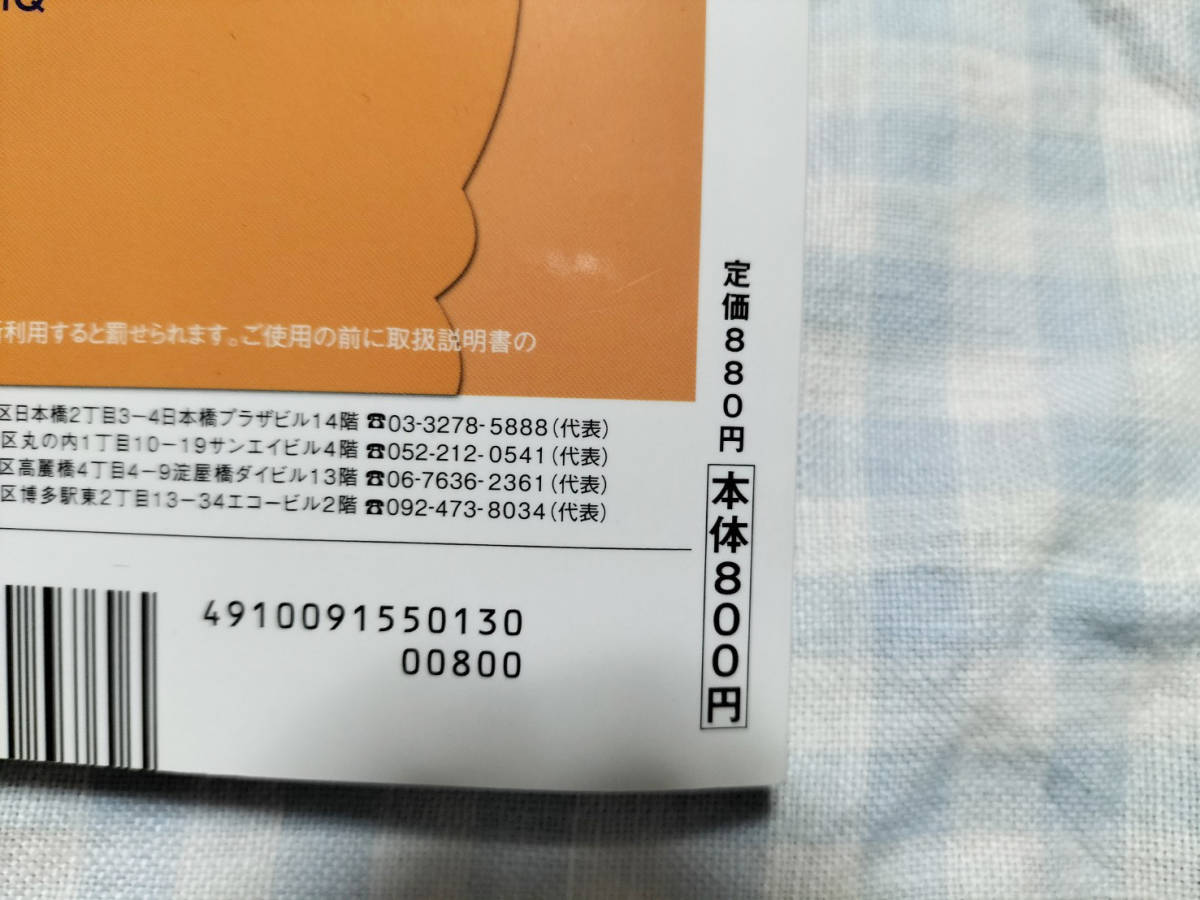 利用すると罰せられます。ご使用の前に取扱説明書の
区日本橋2丁目3-4日本橋プラザビル14階 ☎03-3278-5888(代表)
区丸の内1丁目10-19サンエイビル4階 ☎052-212-0541(代表)
区高麗橋4丁目4-9淀屋橋ダイビル13階 ☎06-7636-2361(代表)
区博多駅東2丁目13-34エコービル2階 ☎092-473-8034(代表)
4910091550130
00800
定価880円 本体800円